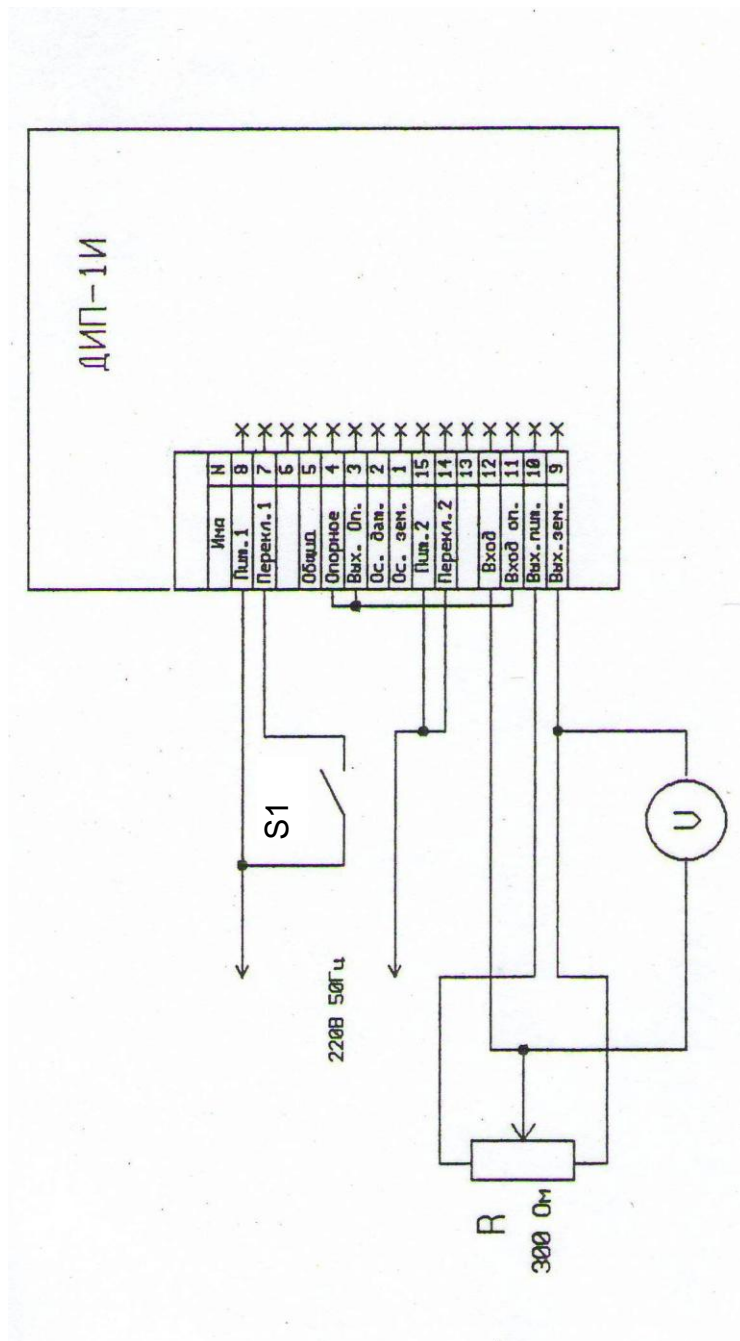 ДИП-1И
Имя N
Пит.1 8
Перекл.1 7
6
Общид 5
Опорное 4
Вых. Оп. 3
Ос. дат. 2
Ос. зем. 1
Пит.2 15
Перекл.2 14
13
Вход 12
Вход оп. 11
Вых.пит. 10
Вых.зем. 9
S1
220В 50Гц
V
R
300 Ом